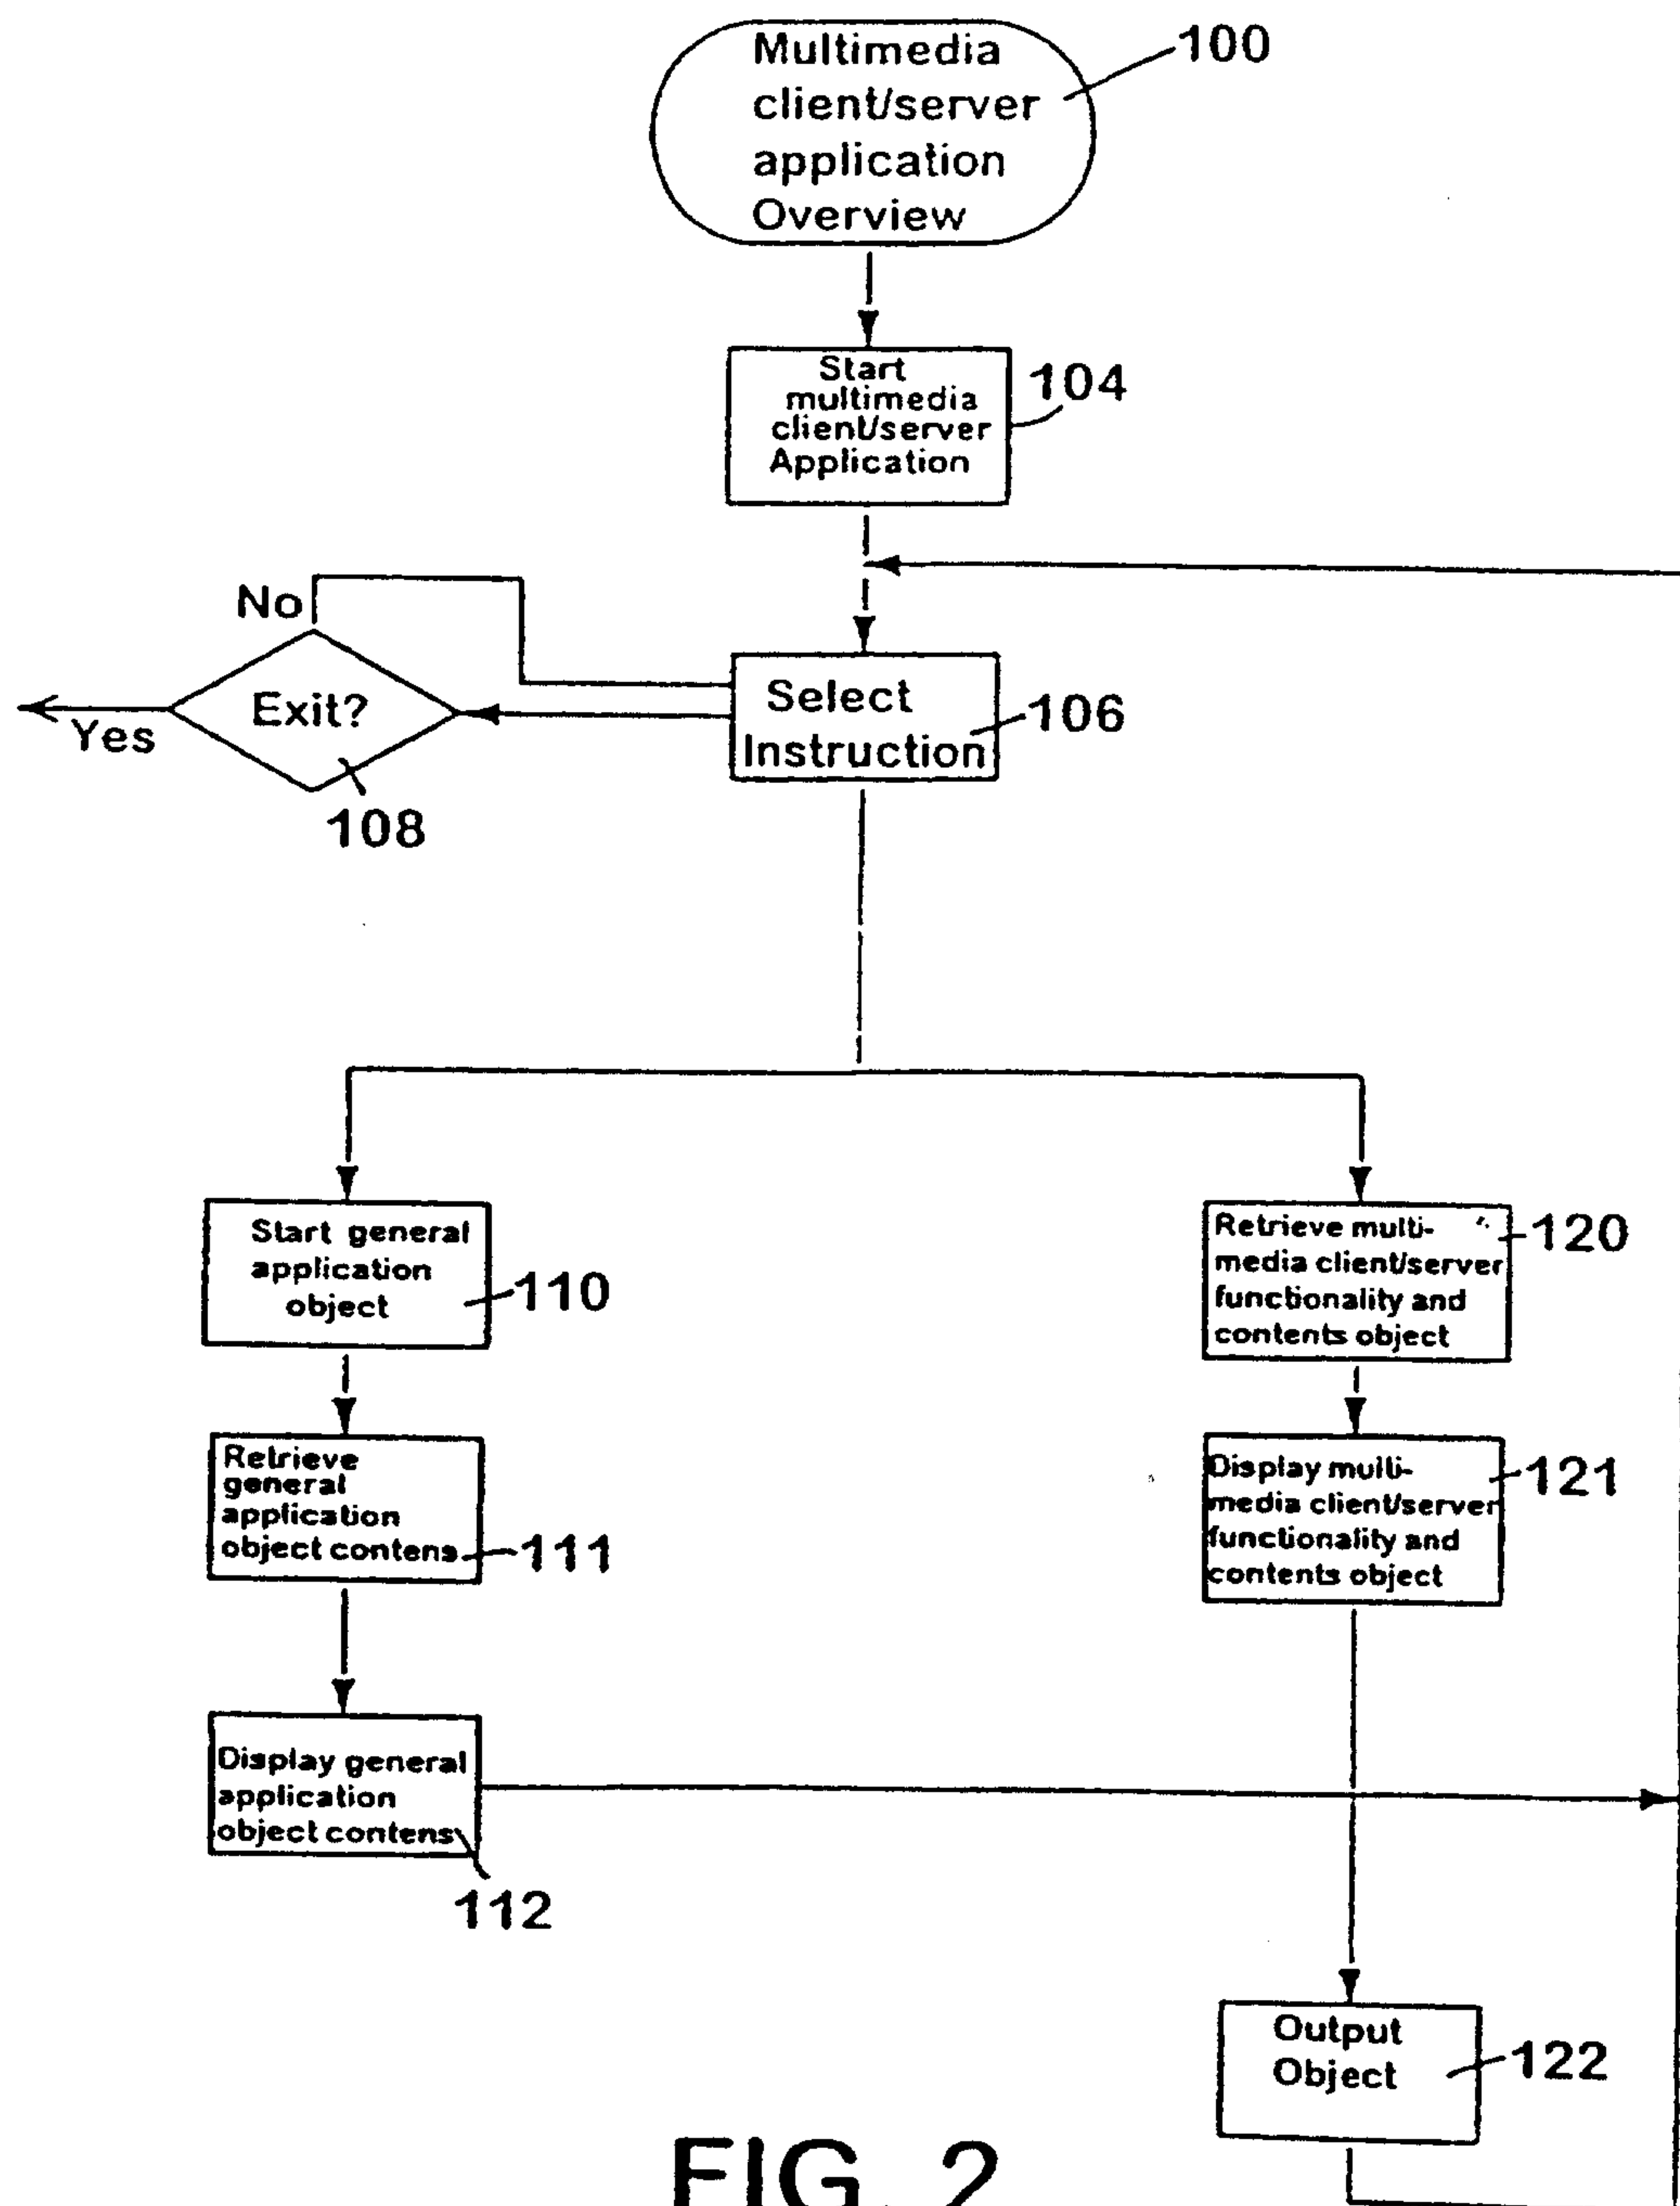 Multimedia
client/server
application
Overview
100
Start
multimedia
client/server
Application
104
No
Exit?
Yes
108
Select
Instruction
106
Start general
application
object
110
Retrieve multi-
media client/server
functionality and
contents object
120
Retrieve
general
application
object contens
111
Display multi-
media client/server
functionality and
contents object
121
Display general
application
object contens
112
Output
Object
122
FIG. 2